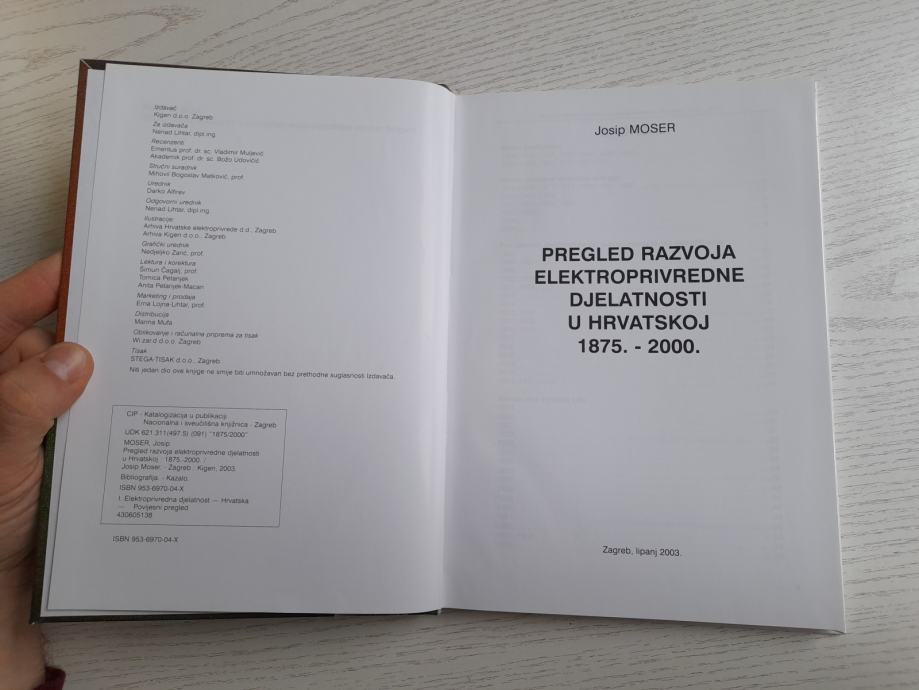 Izdavač
Kigen d.o.o. Zagreb
Za izdavača
Nenad Lihtar, dipl.ing.
Recenzenti
Emeritus prof. dr. sc. Vladimir Muljević
Akademik prof. dr. sc. Božo Udovičić
Stručni suradnik
Mihovil Bogoslav Matković, prof.
Urednik
Darko Alfirev
Odgovorni urednik
Nenad Lihtar, dipl.ing.
Ilustracije:
Arhiva Hrvatske elektroprivrede d.d., Zagreb
Arhiva Kigen d.o.o., Zagreb
Grafički urednik
Nedjeljko Zarić, prof.
Lektura i korektura
Šimun Čagalj, prof.
Tomica Petanjek
Anita Petanjek-Macan
Marketing i prodaja
Erna Lojna-Lihtar, prof.
Distribucija
Marina Mufa
Oblikovanje i računalna priprema za tisak
Wi.zar.d d.o.o. Zagreb
Tisak
STEGA-TISAK d.o.o., Zagreb
Niti jedan dio ove knjige ne smije biti umnožavan bez prethodne suglasnosti Izdavača.
CIP - Katalogizacija u publikaciji
Nacionalna i sveučilišna knjižnica - Zagreb
UDK 621.311(497.5) (091) "1875/2000"
MOSER, Josip
Pregled razvoja elektroprivredne djelatnosti
u Hrvatskoj : 1875.-2000. /
Josip Moser. - Zagreb : Kigen, 2003.
Bibliografija. - Kazalo.
ISBN 953-6970-04-X
I. Elektroprivredna djelatnost — Hrvatska
— Povijesni pregled
430605138
ISBN 953-6970-04-X
Josip MOSER
PREGLED RAZVOJA
ELEKTROPRIVREDNE
DJELATNOSTI
U HRVATSKOJ
1875. - 2000.
Zagreb, lipanj 2003.